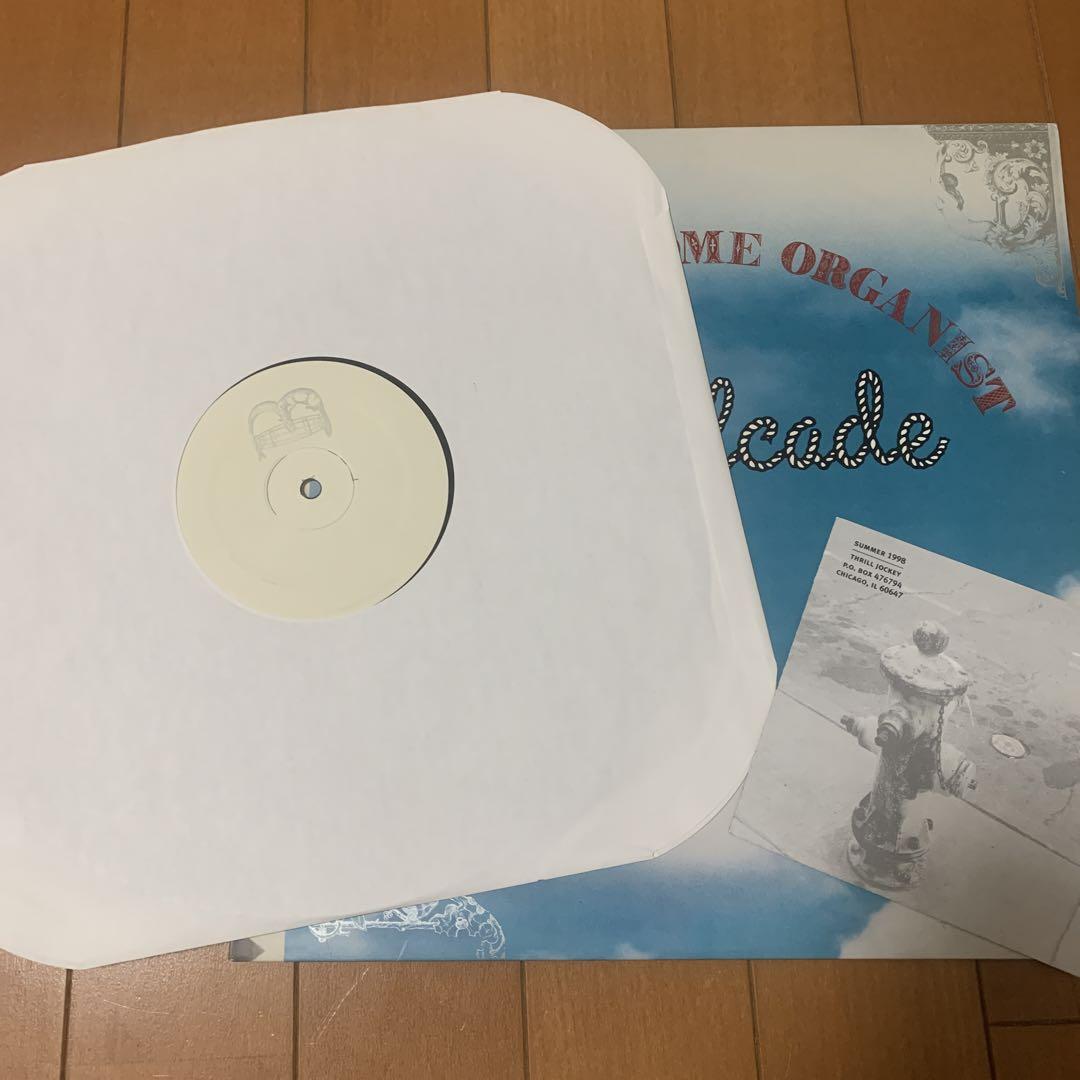 ME ORGANIST
lcade
SUMMER 1998
THRILL JOCKEY
P.O. BOX 476794
CHICAGO, IL 60647
B